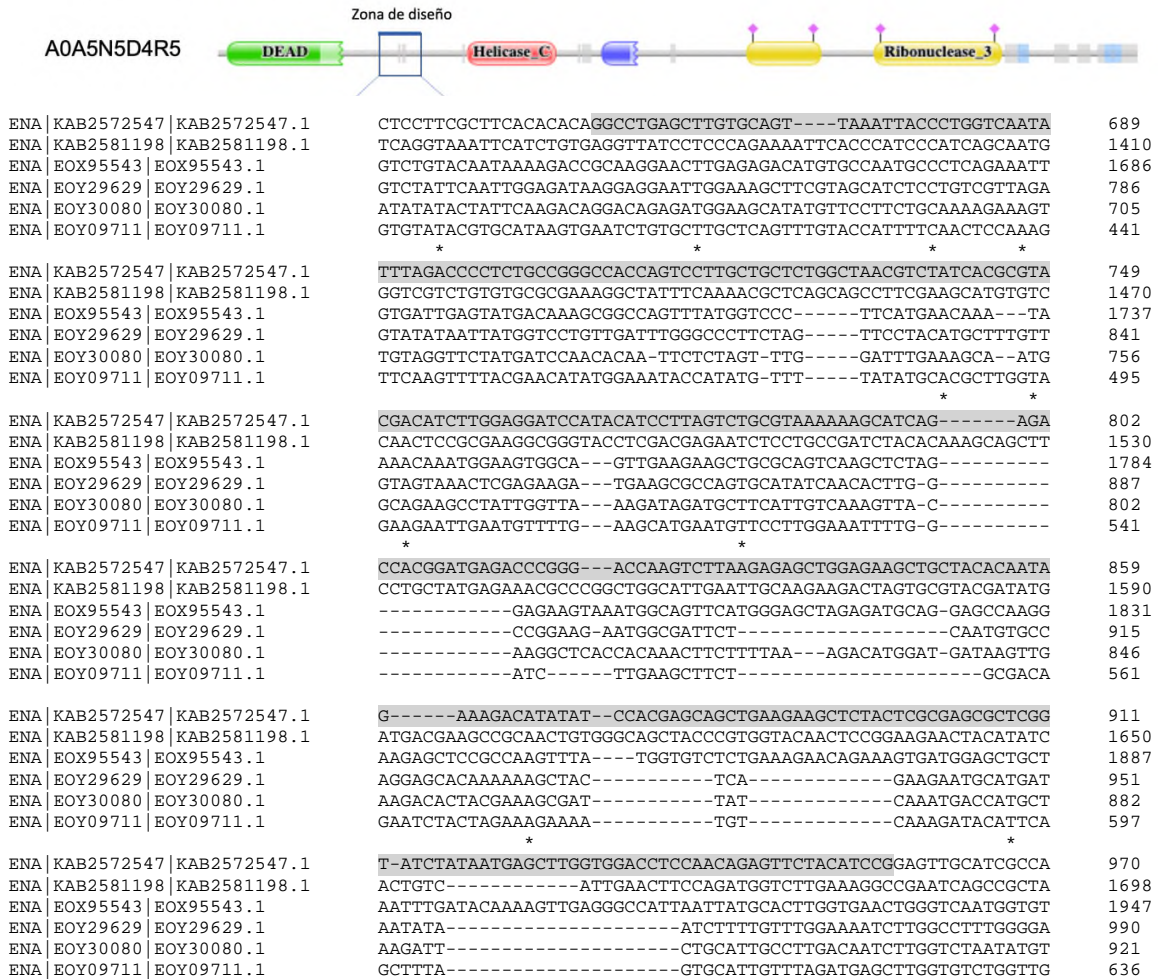 Zona de diseño
A0A5N5D4R5 DEAD Helicase_C Ribonuclease_3
ENA|KAB2572547|KAB2572547.1 CTCCTTCGCTTCACACACAGGCCTGAGCTTGTGCAGT----TAAATTACCCTGGTCAATA 689
ENA|KAB2581198|KAB2581198.1 TCAGGTAAATTCATCTGTGAGGTTATCCTCCCAGAAAATTCACCCATCCCATCAGCAATG 1410
ENA|EOX95543|EOX95543.1 GTCTGTACAATAAAAGACCGCAAGGAACTTGAGAGACATGTGCCAATGCCCTCAGAAATT 1686
ENA|EOY29629|EOY29629.1 GTCTATTCAATTGGAGATAAGGAGGAATTGGAAAGCTTCGTAGCATCTCCTGTCGTTAGA 786
ENA|EOY30080|EOY30080.1 ATATATACTATTCAAGACAGGACAGAGATGGAAGCATATGTTCCTTCTGCAAAAGAAAGT 705
ENA|EOY09711|EOY09711.1 GTGTATACGTGCATAAGTGAATCTGTGCTTGCTCAGTTTGTACCATTTTCAACTCCAAAG 441
* * * *
ENA|KAB2572547|KAB2572547.1 TTTAGACCCCTCTGCCGGGCCACCAGTCCTTGCTGCTCTGGCTAACGTCTATCACGCGTA 749
ENA|KAB2581198|KAB2581198.1 GGTCGTCTGTGTGCGCGAAAGGCTATTTCAAAACGCTCAGCAGCCTTCGAAGCATGTGTC 1470
ENA|EOX95543|EOX95543.1 GTGATTGAGTATGACAAAGCGGCCAGTTTATGGTCCC------TTCATGAACAAA---TA 1737
ENA|EOY29629|EOY29629.1 GTATATAATTATGGTCCTGTTGATTTGGGCCCTTCTAG-----TTCCTACATGCTTTGTT 841
ENA|EOY30080|EOY30080.1 TGTAGGTTCTATGATCCAACACAA-TTCTCTAGT-TTG-----GATTTGAAAGCA--ATG 756
ENA|EOY09711|EOY09711.1 TTCAAGTTTTACGAACATATGGAAATACCATATG-TTT-----TATATGCACGCTTGGTA 495
* *
ENA|KAB2572547|KAB2572547.1 CGACATCTTGGAGGATCCATACATCCTTAGTCTGCGTAAAAAAGCATCAG-------AGA 802
ENA|KAB2581198|KAB2581198.1 CAACTCCGCGAAGGCGGGTACCTCGACGAGAATCTCCTGCCGATCTACACAAAGCAGCTT 1530
ENA|EOX95543|EOX95543.1 AAACAAATGGAAGTGGCA---GTTGAAGAAGCTGCGCAGTCAAGCTCTAG---------- 1784
ENA|EOY29629|EOY29629.1 GTAGTAAACTCGAGAAGA---TGAAGCGCCAGTGCATATCAACACTTG-G---------- 887
ENA|EOY30080|EOY30080.1 GCAGAAGCCTATTGGTTA---AAGATAGATGCTTCATTGTCAAAGTTA-C---------- 802
ENA|EOY09711|EOY09711.1 GAAGAATTGAATGTTTTG---AAGCATGAATGTTCCTTGGAAATTTTG-G---------- 541
* *
ENA|KAB2572547|KAB2572547.1 CCACGGATGAGACCCGGG---ACCAAGTCTTAAGAGAGCTGGAGAAGCTGCTACACAATA 859
ENA|KAB2581198|KAB2581198.1 CCTGCTATGAGAAACGCCCGGCTGGCATTGAATTGCAAGAAGACTAGTGCGTACGATATG 1590
ENA|EOX95543|EOX95543.1 ------------GAGAAGTAAATGGCAGTTCATGGGAGCTAGAGATGCAG-GAGCCAAGG 1831
ENA|EOY29629|EOY29629.1 ------------CCGGAAG-AATGGCGATTCT------------------CAATGTGCC 915
ENA|EOY30080|EOY30080.1 ------------AAGGCTCACCACAAACTTCTTTTAA---AGACATGGAT-GATAAGTTG 846
ENA|EOY09711|EOY09711.1 ------------ATC------TTGAAGCTTCT---------------------GCGACA 561
ENA|KAB2572547|KAB2572547.1 G------AAAGACATATAT--CCACGAGCAGCTGAAGAAGCTCTACTCGCGAGCGCTCGG 911
ENA|KAB2581198|KAB2581198.1 ATGACGAAGCCGCAACTGTGGGCAGCTACCCGTGGTACAACTCCGGAAGAACTACATATC 1650
ENA|EOX95543|EOX95543.1 AAGAGCTCCGCCAAGTTTA----TGGTGTCTCTGAAAGAACAGAAAGTGATGGAGCTGCT 1887
ENA|EOY29629|EOY29629.1 AGGAGCACAAAAAAGCTAC-----------TCA-------------GAAGAATGCATGAT 951
ENA|EOY30080|EOY30080.1 AAGACACTACGAAAGCGAT-----------TAT-------------CAAATGACCATGCT 882
ENA|EOY09711|EOY09711.1 GAATCTACTAGAAAGAAAA-----------TGT-------------CAAAGATACATTCA 597
* *
ENA|KAB2572547|KAB2572547.1 T-ATCTATAATGAGCTTGGTGGACCTCCAACAGAGTTCTACATCCGGAGTTGCATCGCCA 970
ENA|KAB2581198|KAB2581198.1 ACTGTC------------ATTGAACTTCCAGATGGTCTTGAAAGGCCGAATCAGCCGCTA 1698
ENA|EOX95543|EOX95543.1 AATTTGATACAAAAGTTGAGGGCCATTAATTATGCACTTGGTGAACTGGGTCAATGGTGT 1947
ENA|EOY29629|EOY29629.1 AATATA---------------------ATCTTTTGTTTGGAAAATCTTGGCCTTTGGGGA 990
ENA|EOY30080|EOY30080.1 AAGATT---------------------CTGCATTGCCTTGACAATCTTGGTCTAATATGT 921
ENA|EOY09711|EOY09711.1 GCTTTA---------------------GTGCATTGTTTAGATGAGCTTGGTGTCTGGTTG 636